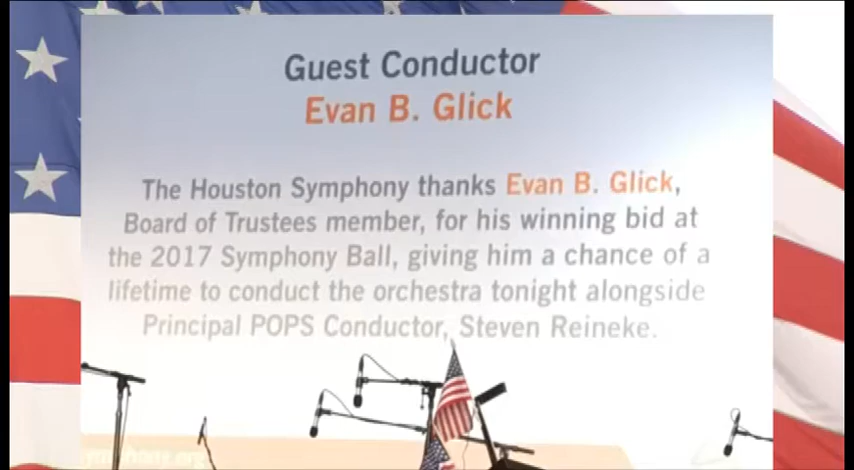 Guest Conductor
Evan B. Glick
The Houston Symphony thanks Evan B. Glick,
Board of Trustees member, for his winning bid at
the 2017 Symphony Ball, giving him a chance of a
lifetime to conduct the orchestra tonight alongside
Principal POPS Conductor, Steven Reineke.
symphony.org